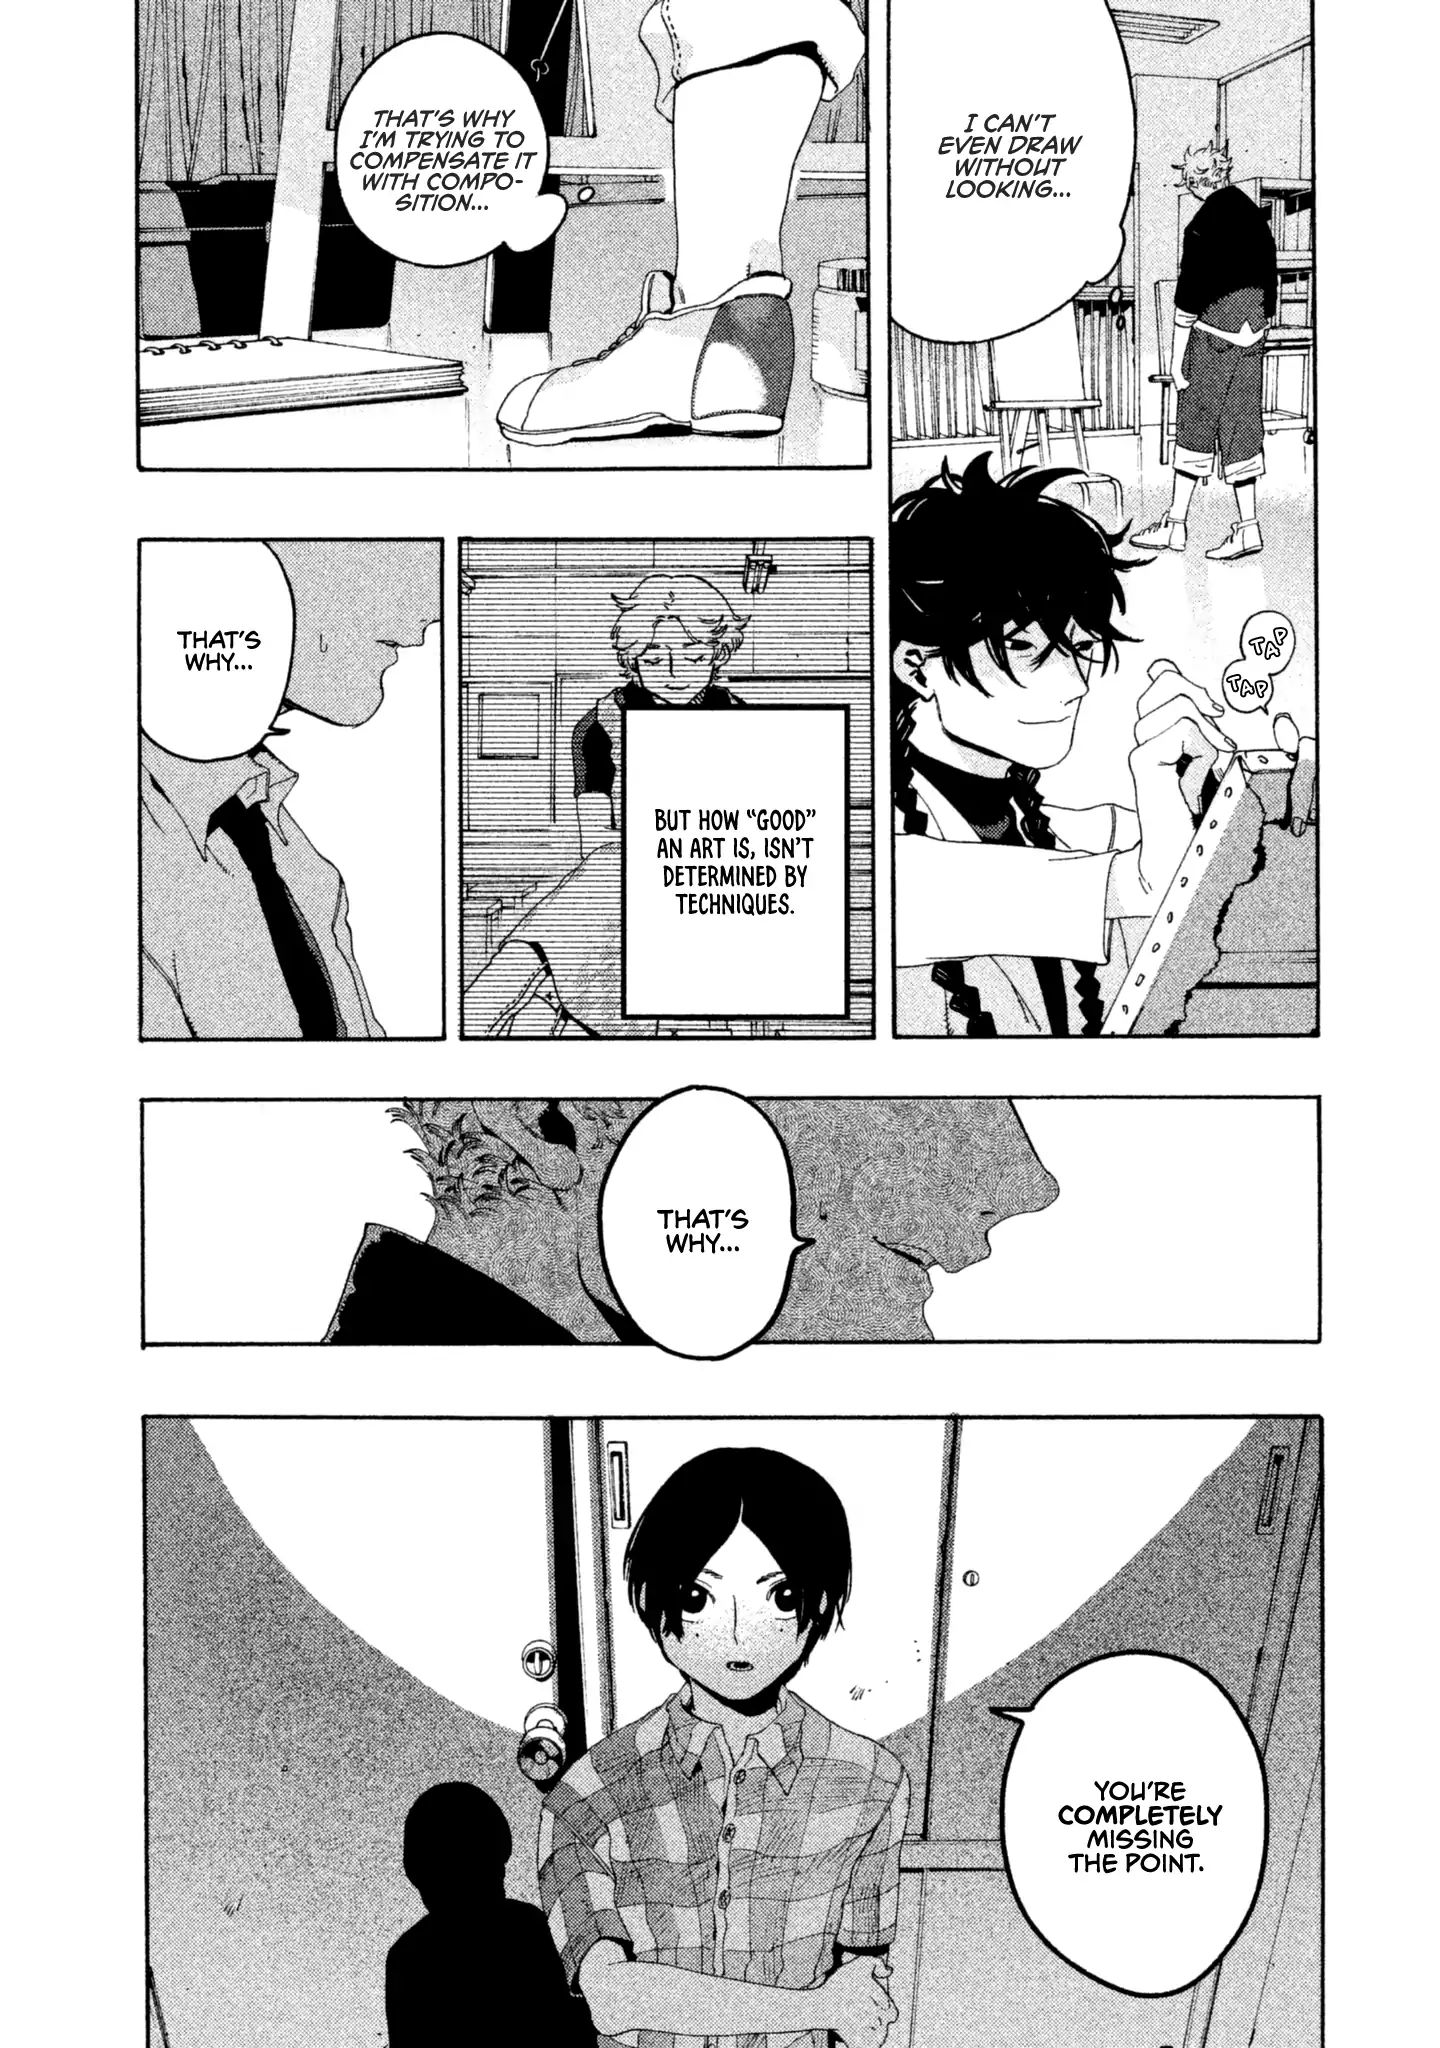 I CAN'T
EVEN DRAW
WITHOUT
LOOKING...
TAP
TAP
THAT'S WHY
I'M TRYING TO
COMPENSATE IT
WITH COMPO-
SITION...
BUT HOW “GOOD”
AN ART IS, ISN'T
DETERMINED BY
TECHNIQUES.
THAT'S
WHY...
THAT'S
WHY...
YOU'RE
COMPLETELY
MISSING
THE POINT.